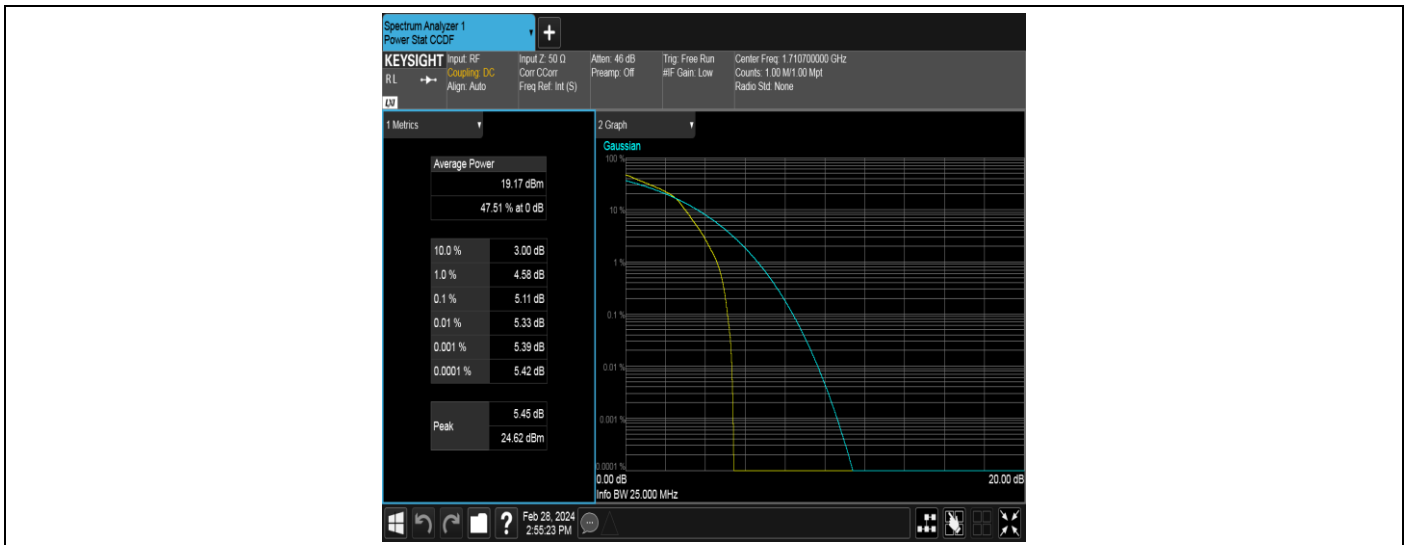 Spectrum Analyzer 1
Power Stat CCDF
+
KEYSIGHT Input: RF Input Z: 50 Ω Atten: 46 dB Trig: Free Run Center Freq: 1.710700000 GHz
RL Coupling: DC Corr CCorr Preamp: Off #IF Gain: Low Counts: 1.00 M/1.00 Mpt
Align: Auto Freq Ref: Int (S) Radio Std: None
LXI
1 Metrics
Average Power
19.17 dBm
47.51 % at 0 dB
10.0 % 3.00 dB
1.0 % 4.58 dB
0.1 % 5.11 dB
0.01 % 5.33 dB
0.001 % 5.39 dB
0.0001 % 5.42 dB
Peak 5.45 dB
24.62 dBm
2 Graph
Gaussian
100 %
10 %
1 %
0.1 %
0.01 %
0.001 %
0.0001 %
0.00 dB 20.00 dB
Info BW 25.000 MHz
? Feb 28, 2024
2:55:23 PM